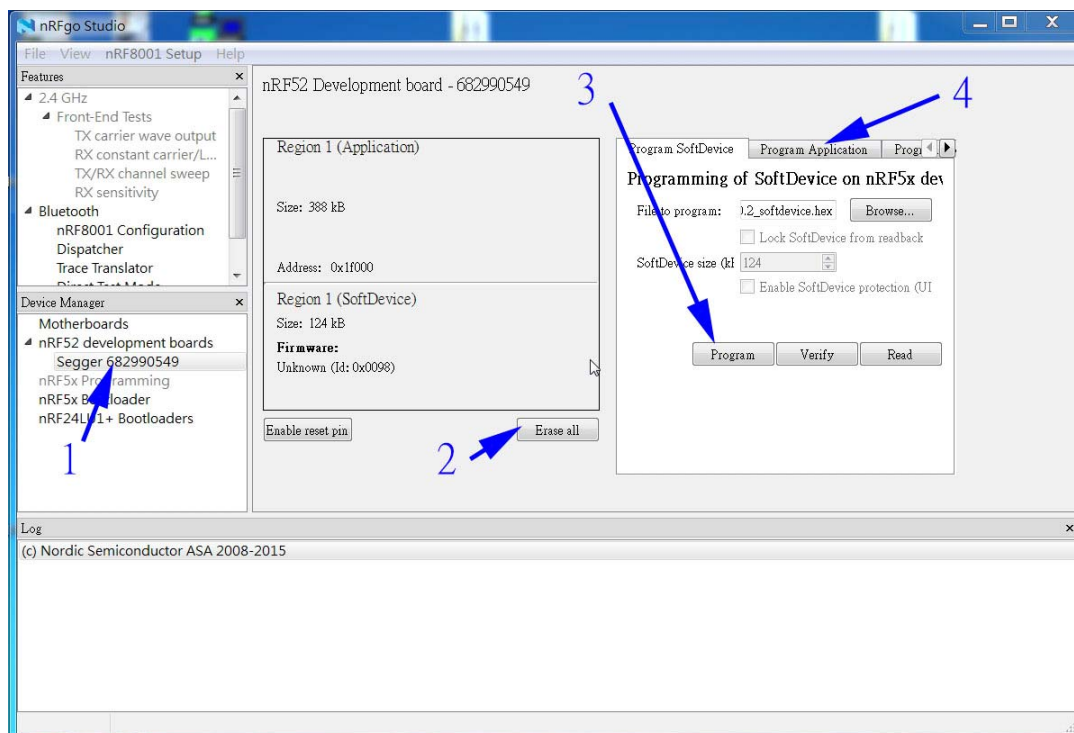 nRFgo Studio
File View nRF8001 Setup Help
Features
2.4 GHz
Front-End Tests
TX carrier wave output
RX constant carrier/L...
TX/RX channel sweep
RX sensitivity
Bluetooth
nRF8001 Configuration
Dispatcher
Trace Translator
Direct Test Mode
Device Manager
Motherboards
nRF52 development boards
Segger 682990549
nRF5x Programming
nRF5x Bootloader
nRF24LU1+ Bootloaders
1
nRF52 Development board - 682990549
Region 1 (Application)
Size: 388 kB
Address: 0x1f000
Region 1 (SoftDevice)
Size: 124 kB
Firmware:
Unknown (Id: 0x0098)
Enable reset pin
Erase all
2
3
4
Program SoftDevice Program Application Progr
Programming of SoftDevice on nRF5x dev
File to program: ).2_softdevice.hex Browse...
Lock SoftDevice from readback
SoftDevice size (kB 124
Enable SoftDevice protection (UI
Program Verify Read
Log
(c) Nordic Semiconductor ASA 2008-2015